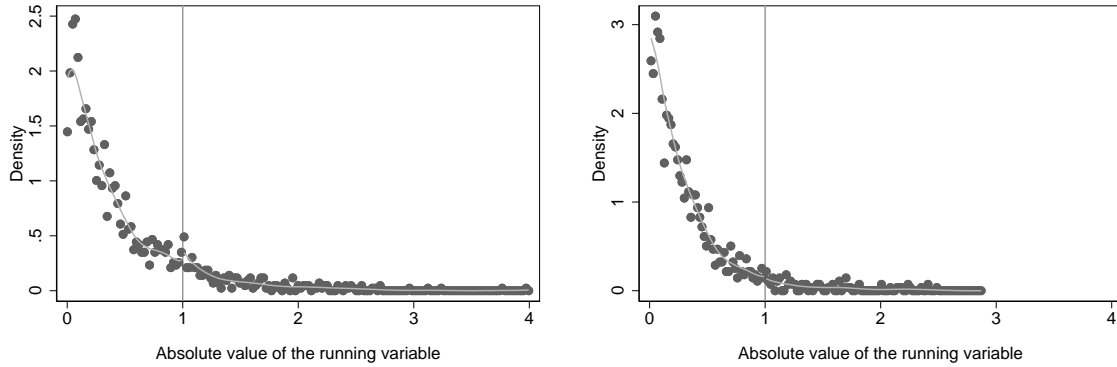 2.5
2
1.5
1
.5
0
Density
0 1 2 3 4
Absolute value of the running variable
3
2
1
0
Density
0 1 2 3 4
Absolute value of the running variable